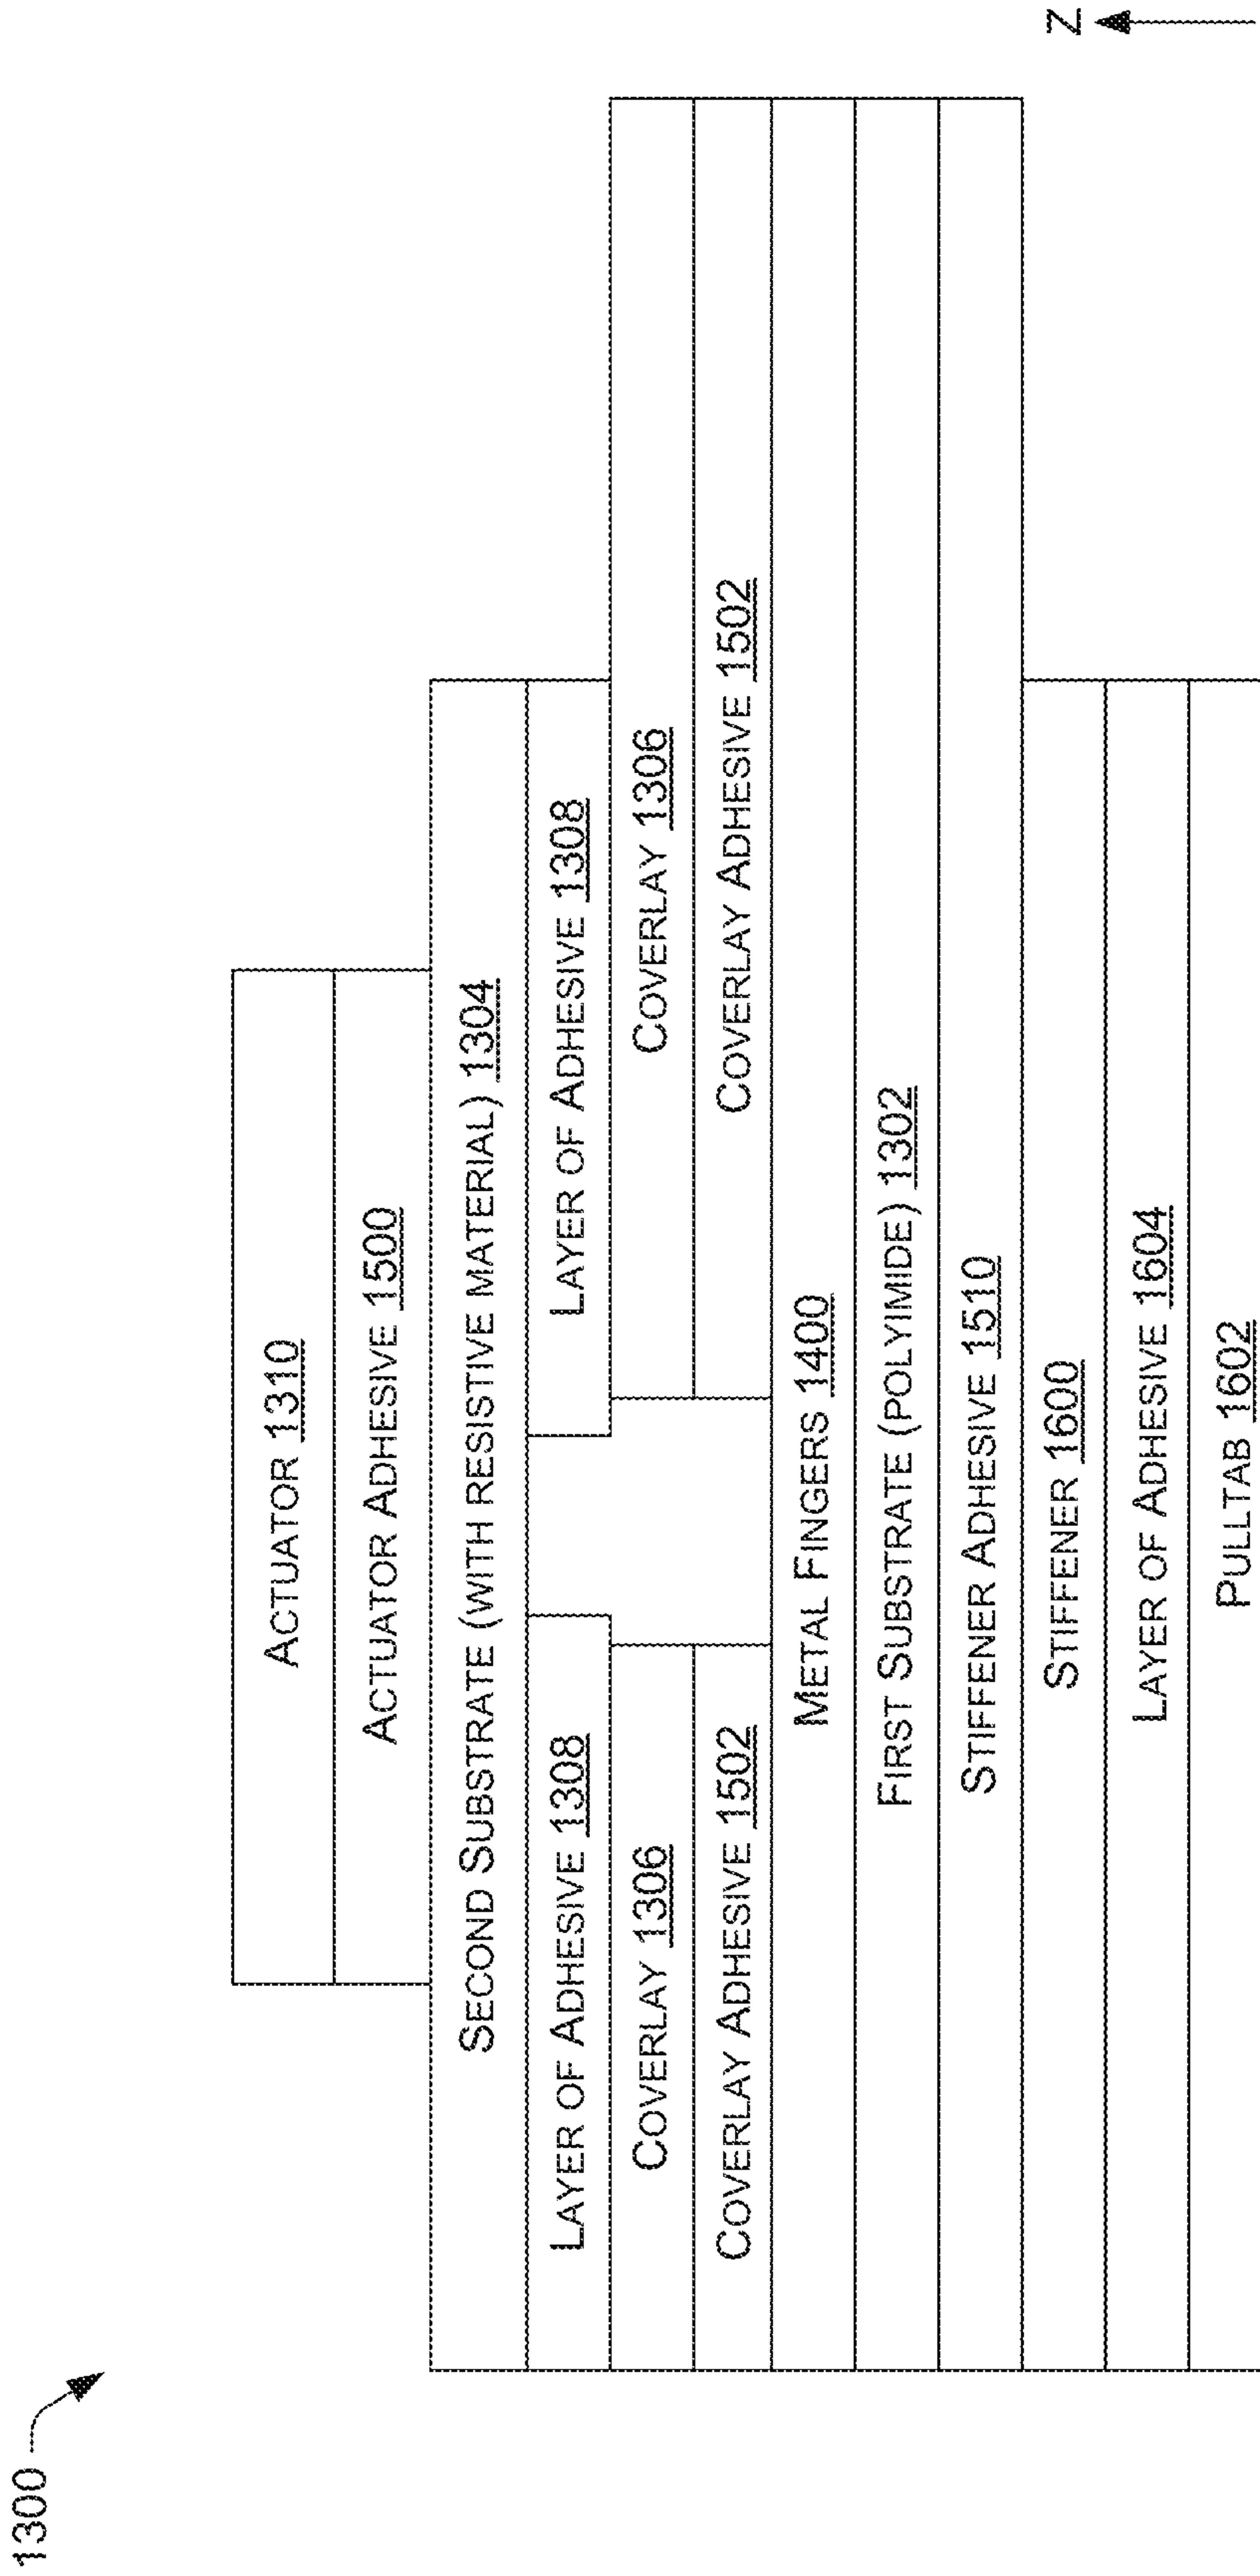 1300
ACTUATOR 1310
ACTUATOR ADHESIVE 1500
SECOND SUBSTRATE (WITH RESISTIVE MATERIAL) 1304
LAYER OF ADHESIVE 1308
LAYER OF ADHESIVE 1308
COVERLAY 1306
COVERLAY 1306
COVERLAY ADHESIVE 1502
COVERLAY ADHESIVE 1502
METAL FINGERS 1400
FIRST SUBSTRATE (POLYIMIDE) 1302
STIFFENER ADHESIVE 1510
STIFFENER 1600
LAYER OF ADHESIVE 1604
PULLTAB 1602
Z